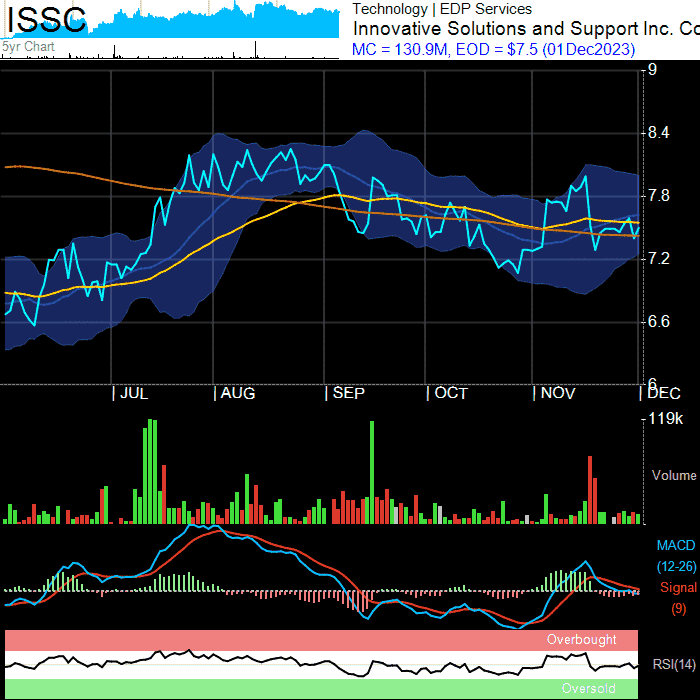 ISSC
Technology | EDP Services
Innovative Solutions and Support Inc. Co
5yr Chart
MC = 130.9M, EOD = $7.5 (01Dec2023)
9
8.4
7.8
7.2
6.6
6
| JUL | AUG | SEP | OCT | NOV | DEC
119k
Volume
MACD
(12-26)
Signal
(9)
Overbought
RSI(14)
Oversold